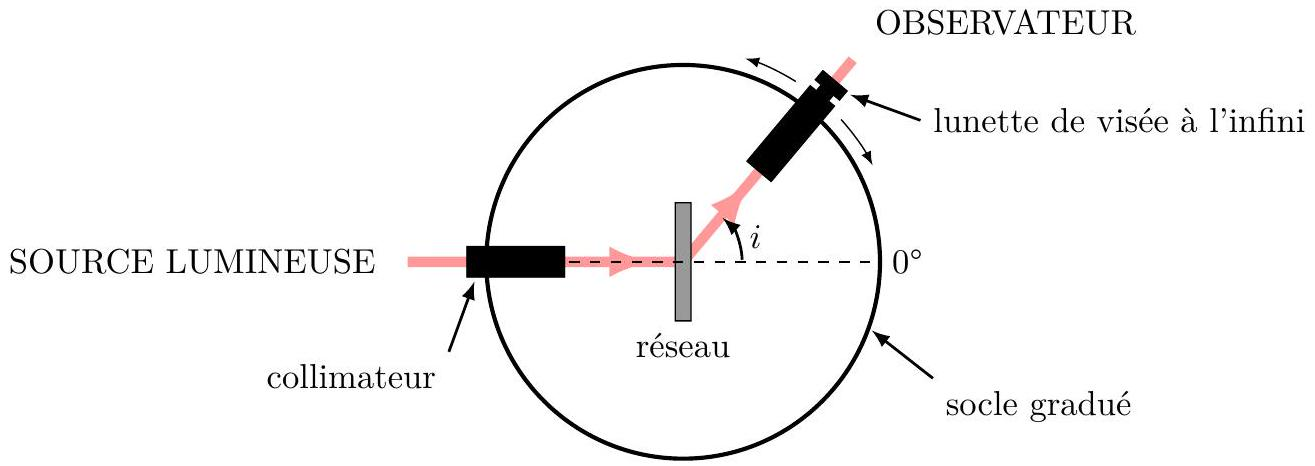 OBSERVATEUR
lunette de visée à l'infini
i
SOURCE LUMINEUSE
0°
réseau
collimateur
socle gradué